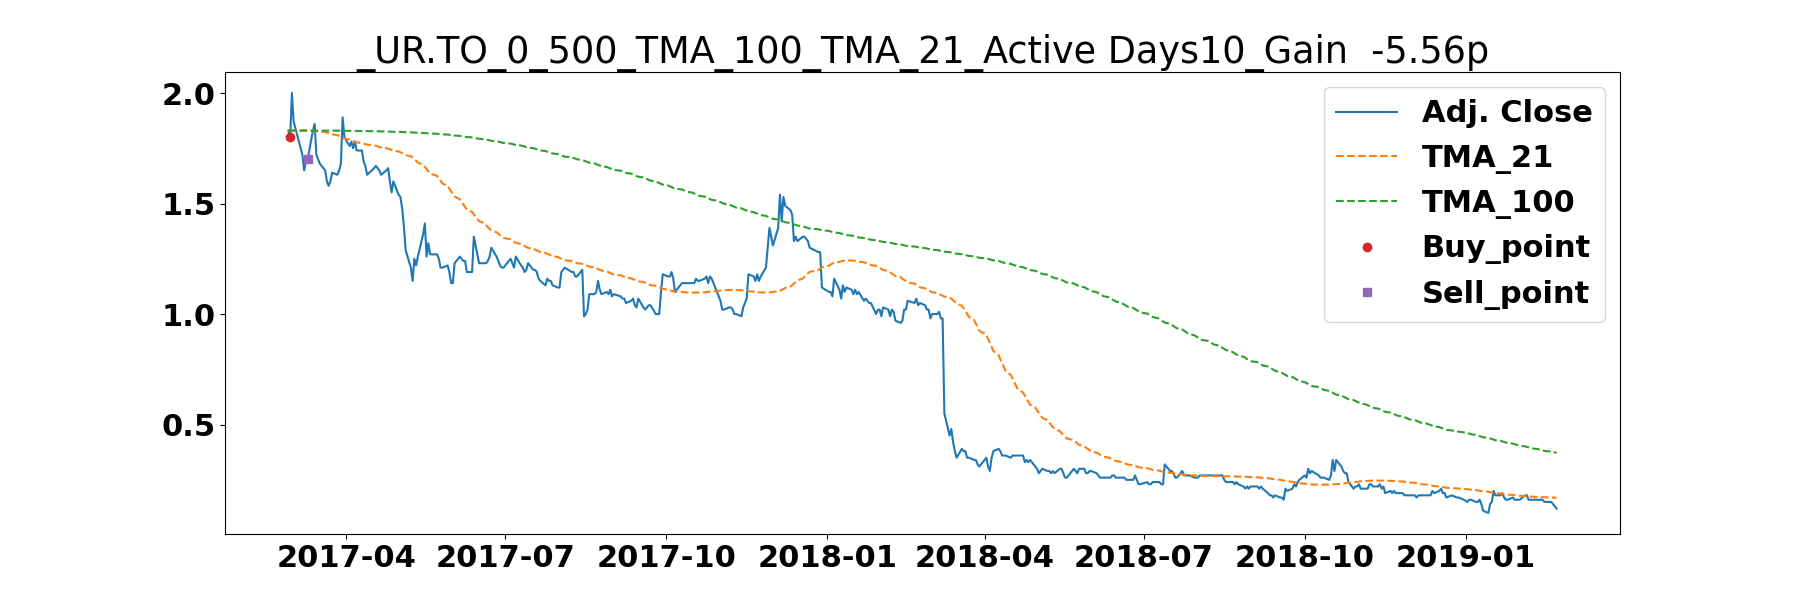 _UR.TO_0_500_TMA_100_TMA_21_Active Days10_Gain  -5.56p
2.0
1.5
1.0
0.5
Adj. Close
TMA_21
TMA_100
Buy_point
Sell_point
2017-04 2017-07 2017-10 2018-01 2018-04 2018-07 2018-10 2019-01